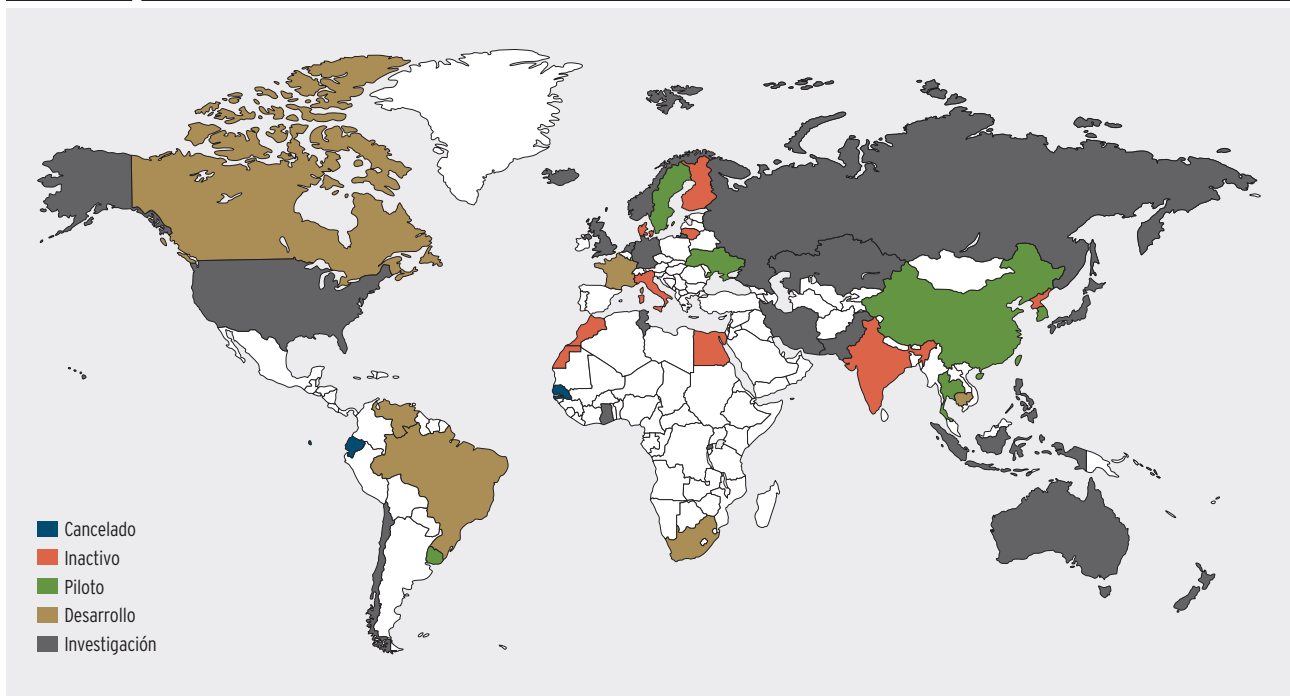 Cancelado
Inactivo
Piloto
Desarrollo
Investigación